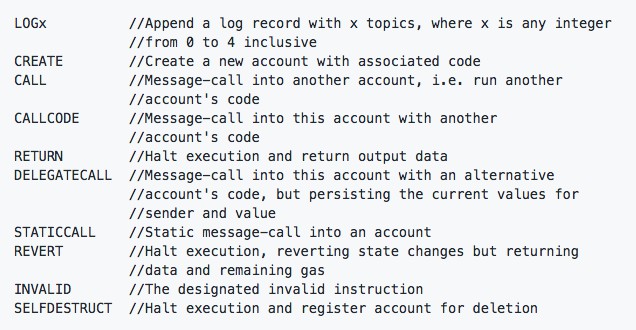 LOGx          //Append a log record with x topics, where x is any integer
              //from 0 to 4 inclusive
CREATE        //Create a new account with associated code
CALL          //Message-call into another account, i.e. run another
              //account's code
CALLCODE      //Message-call into this account with another
              //account's code
RETURN        //Halt execution and return output data
DELEGATECALL  //Message-call into this account with an alternative
              //account's code, but persisting the current values for
              //sender and value
STATICCALL    //Static message-call into an account
REVERT        //Halt execution, reverting state changes but returning
              //data and remaining gas
INVALID       //The designated invalid instruction
SELFDESTRUCT  //Halt execution and register account for deletion